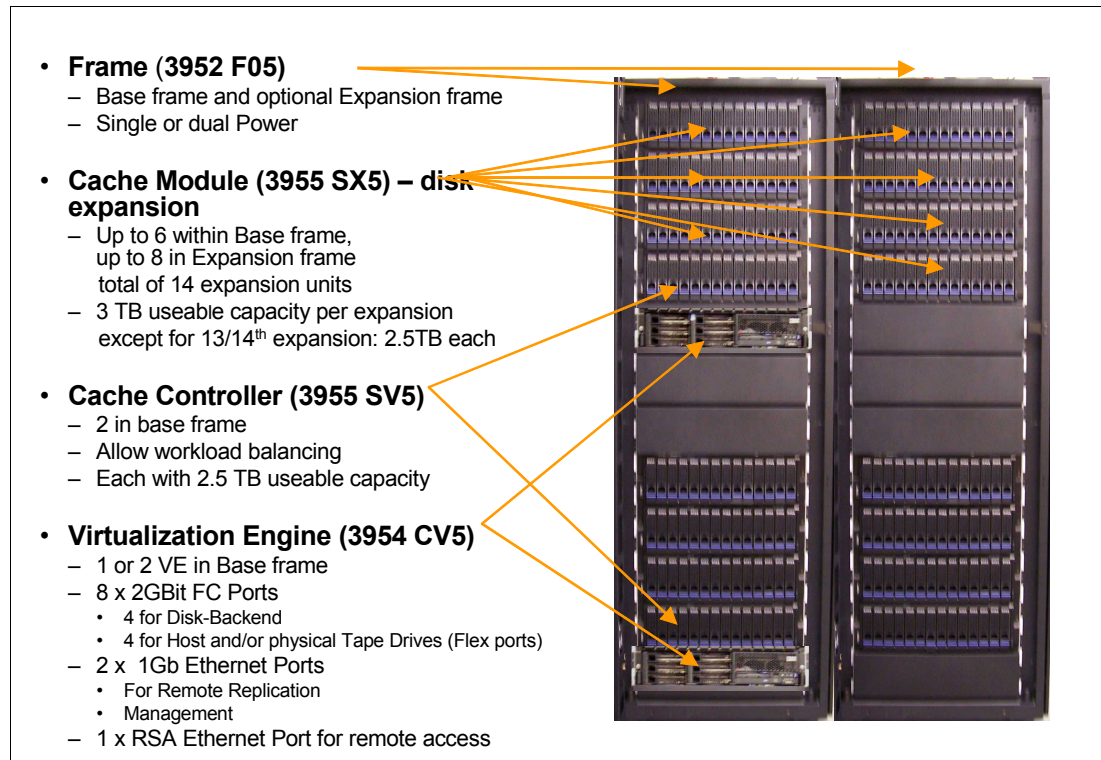 • Frame (3952 F05)
– Base frame and optional Expansion frame
– Single or dual Power
• Cache Module (3955 SX5) – disk
expansion
– Up to 6 within Base frame,
up to 8 in Expansion frame
total of 14 expansion units
– 3 TB useable capacity per expansion
except for 13/14th expansion: 2.5TB each
• Cache Controller (3955 SV5)
– 2 in base frame
– Allow workload balancing
– Each with 2.5 TB useable capacity
• Virtualization Engine (3954 CV5)
– 1 or 2 VE in Base frame
– 8 x 2GBit FC Ports
• 4 for Disk-Backend
• 4 for Host and/or physical Tape Drives (Flex ports)
– 2 x 1Gb Ethernet Ports
• For Remote Replication
• Management
– 1 x RSA Ethernet Port for remote access